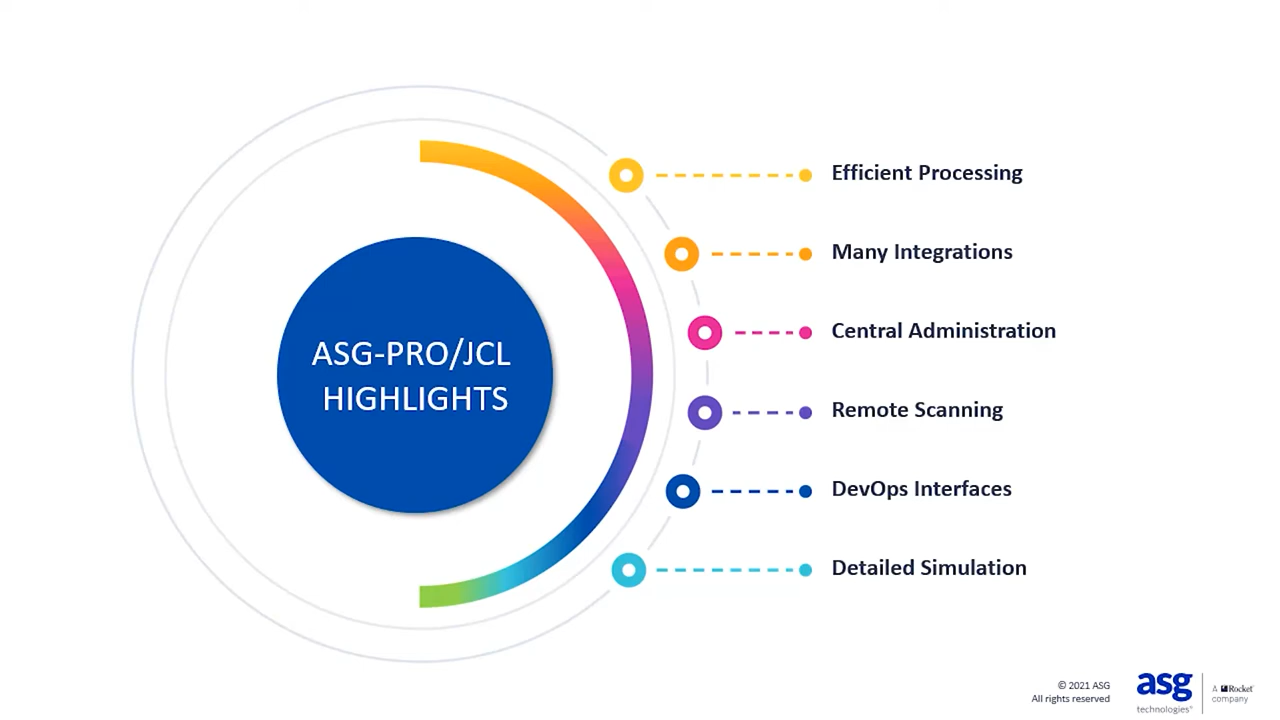 ASG-PRO/JCL
HIGHLIGHTS
Efficient Processing
Many Integrations
Central Administration
Remote Scanning
DevOps Interfaces
Detailed Simulation
© 2021 ASG
All rights reserved
asg
technologies®
A Rocket
company